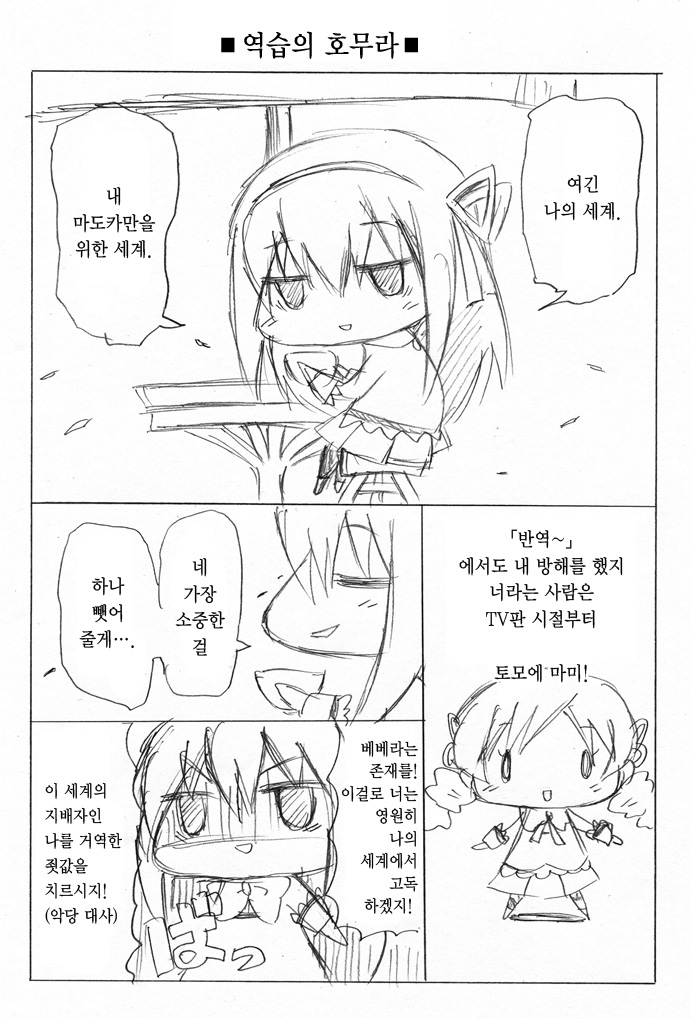 ■ 역습의 호무라 ■
여긴
나의 세계.
내
마도카만을
위한 세계.
「반역~」
에서도 내 방해를 했지
너라는 사람은
TV판 시절부터
토모에 마미!
네
가장
소중한
걸
하나
뺏어
줄게….
베베라는
존재를!
이걸로 너는
영원히
나의
세계에서
고독
하겠지!
이 세계의
지배자인
나를 거역한
죗값을
치르시지!
(악당 대사)
ばっ